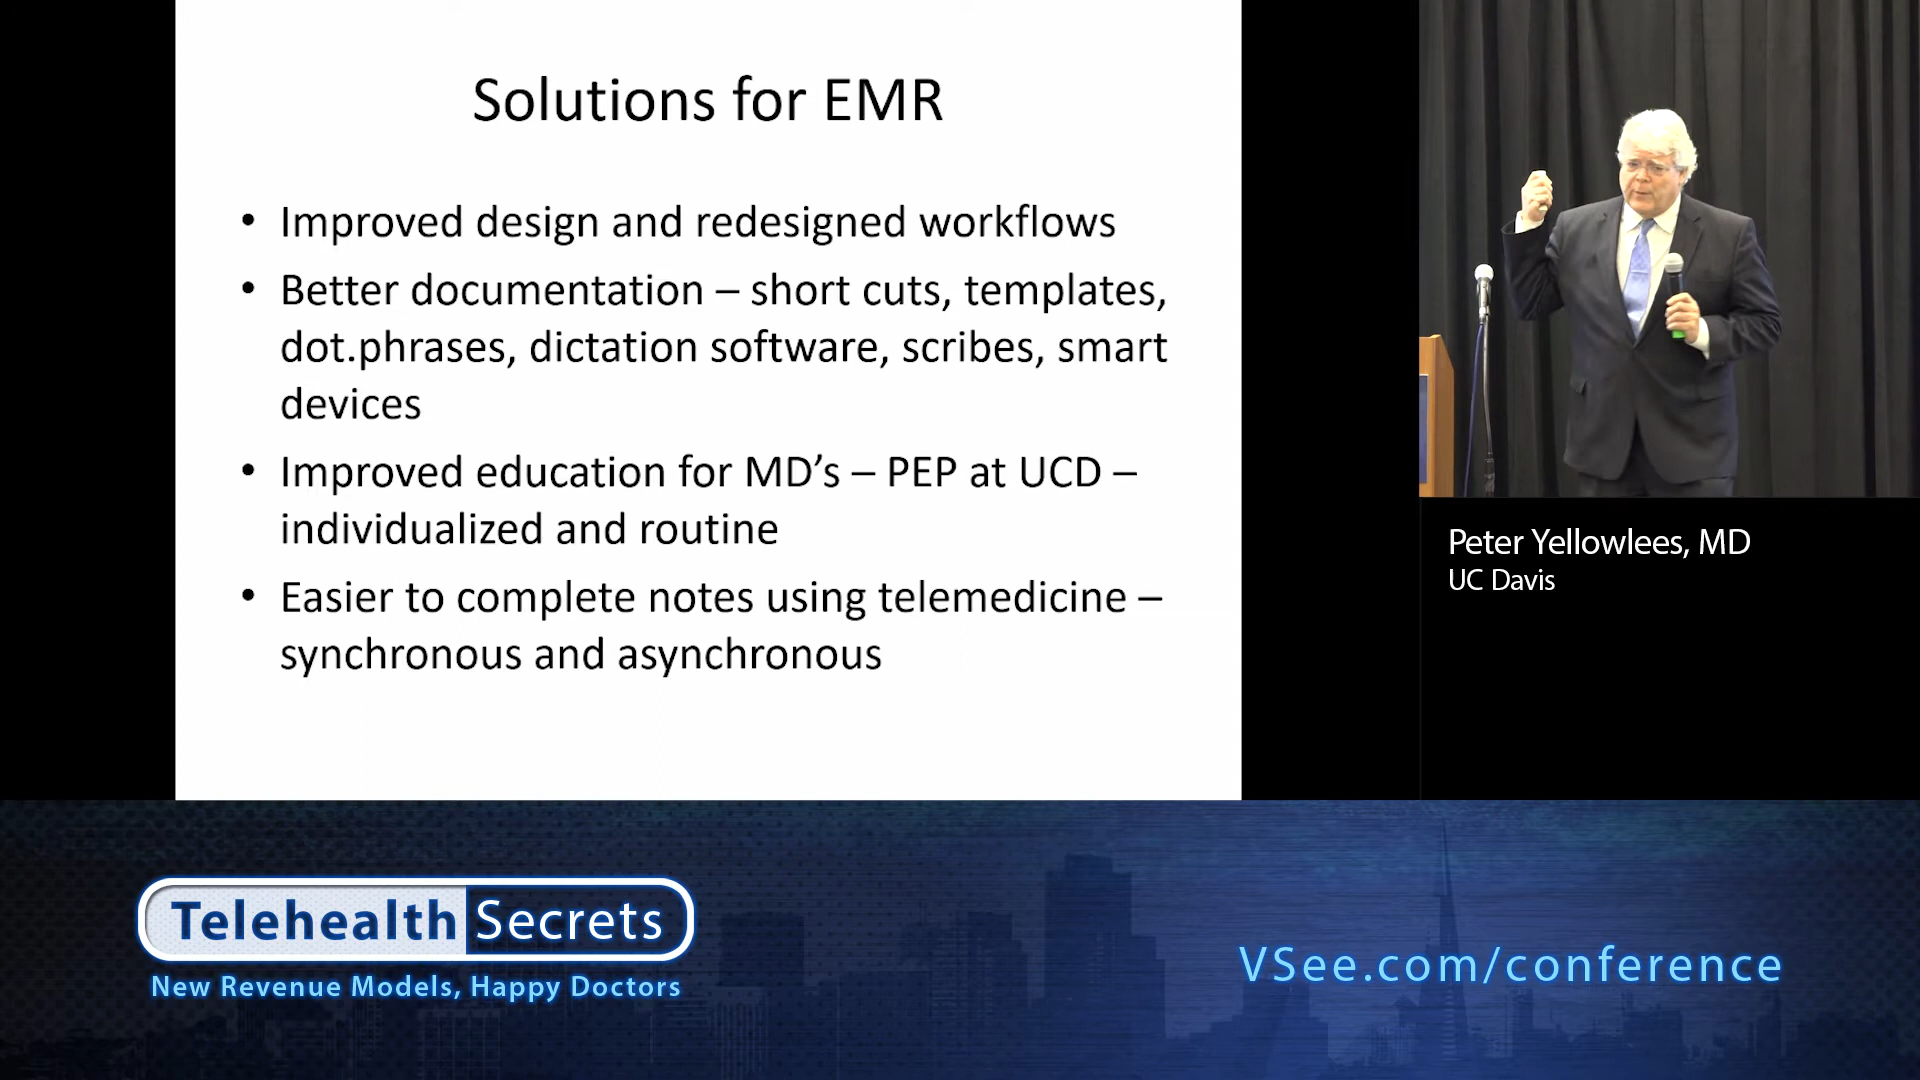 Solutions for EMR
• Improved design and redesigned workflows
• Better documentation – short cuts, templates,
dot.phrases, dictation software, scribes, smart
devices
• Improved education for MD’s – PEP at UCD –
individualized and routine
• Easier to complete notes using telemedicine –
synchronous and asynchronous
Peter Yellowlees, MD
UC Davis
Telehealth Secrets
New Revenue Models, Happy Doctors
VSee.com/conference